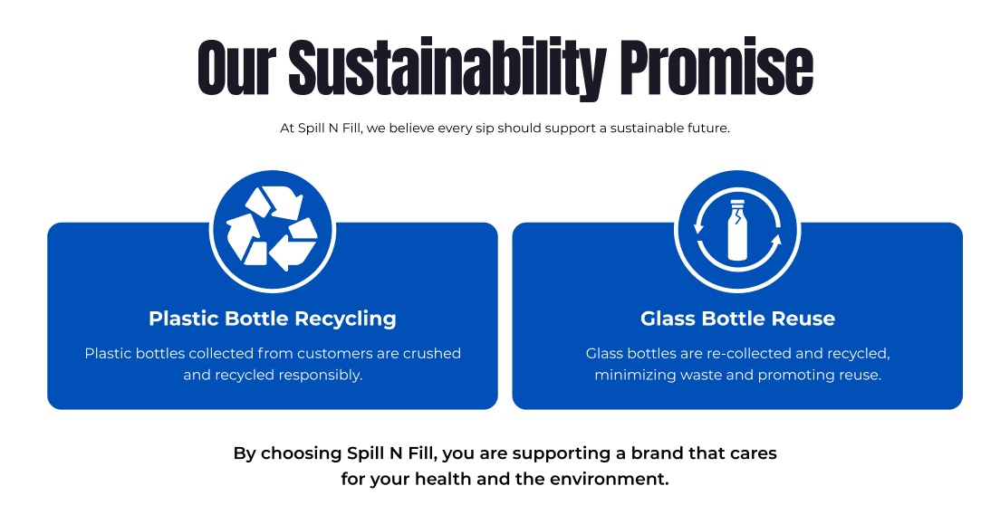 Our Sustainability Promise
At Spill N Fill, we believe every sip should support a sustainable future.
Plastic Bottle Recycling
Plastic bottles collected from customers are crushed
and recycled responsibly.
Glass Bottle Reuse
Glass bottles are re-collected and recycled,
minimizing waste and promoting reuse.
By choosing Spill N Fill, you are supporting a brand that cares
for your health and the environment.